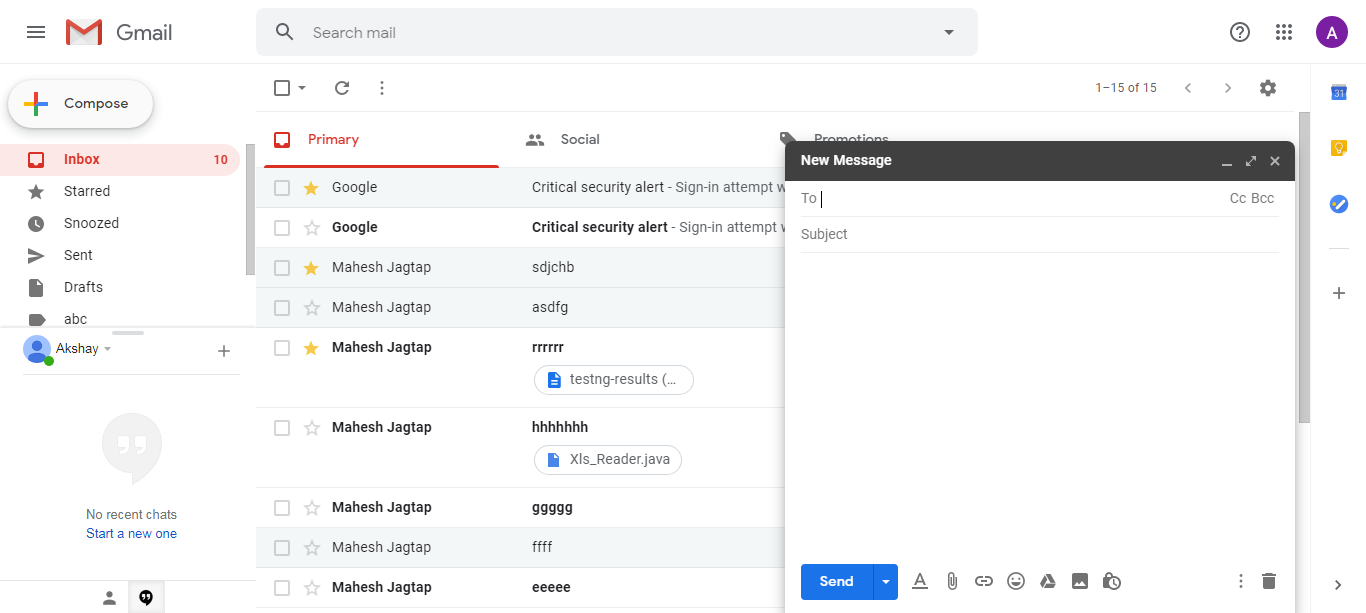 Gmail
Search mail
A
Compose
1–15 of 15
31
Inbox 10
Starred
Snoozed
Sent
Drafts
abc
Akshay
No recent chats
Start a new one
Primary
Social
Promotions
Google Critical security alert - Sign-in attempt w
Google Critical security alert - Sign-in attempt w
Mahesh Jagtap sdjchb
Mahesh Jagtap asdfg
Mahesh Jagtap rrrrrr
testng-results (...
Mahesh Jagtap hhhhhhh
Xls_Reader.java
Mahesh Jagtap ggggg
Mahesh Jagtap ffff
Mahesh Jagtap eeeee
New Message
To Cc Bcc
Subject
Send